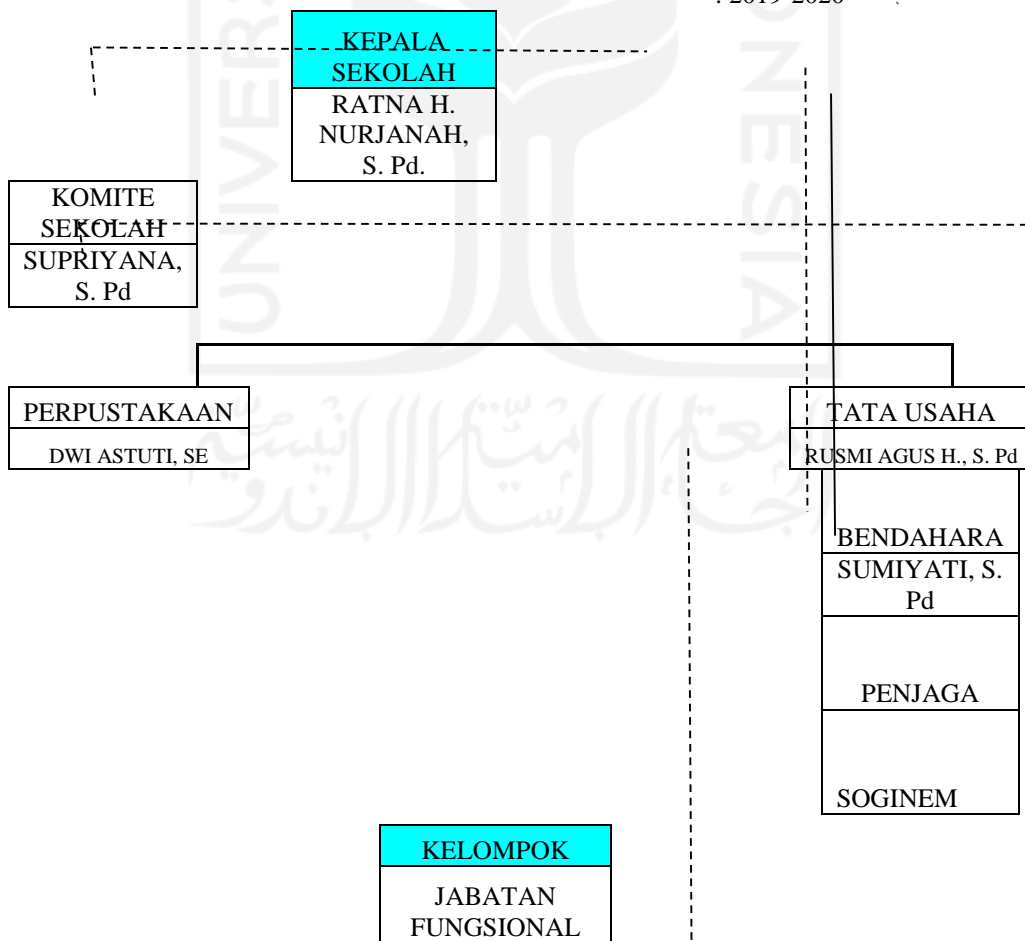 : 2019-2020
KEPALA
SEKOLAH
RATNA H.
NURJANAH,
S. Pd.
KOMITE
SEKOLAH
SUPRIYANA,
S. Pd
PERPUSTAKAAN
DWI ASTUTI, SE
TATA USAHA
RUSMI AGUS H., S. Pd
BENDAHARA
SUMIYATI, S.
Pd
PENJAGA
SOGINEM
KELOMPOK
JABATAN
FUNGSIONAL